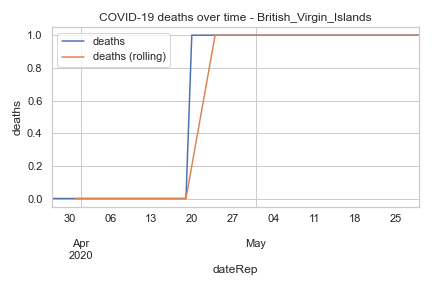 COVID-19 deaths over time - British_Virgin_Islands
deaths
deaths (rolling)
1.0
0.8
0.6
0.4
0.2
0.0
deaths
30 06 13 20 27 04 11 18 25
Apr May
2020
dateRep